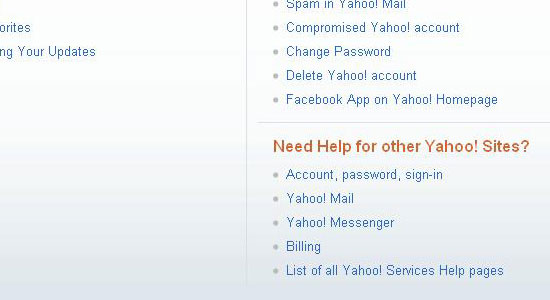 orites
ng Your Updates
Spam in Yahoo! Mail
Compromised Yahoo! account
Change Password
Delete Yahoo! account
Facebook App on Yahoo! Homepage
Need Help for other Yahoo! Sites?
Account, password, sign-in
Yahoo! Mail
Yahoo! Messenger
Billing
List of all Yahoo! Services Help pages